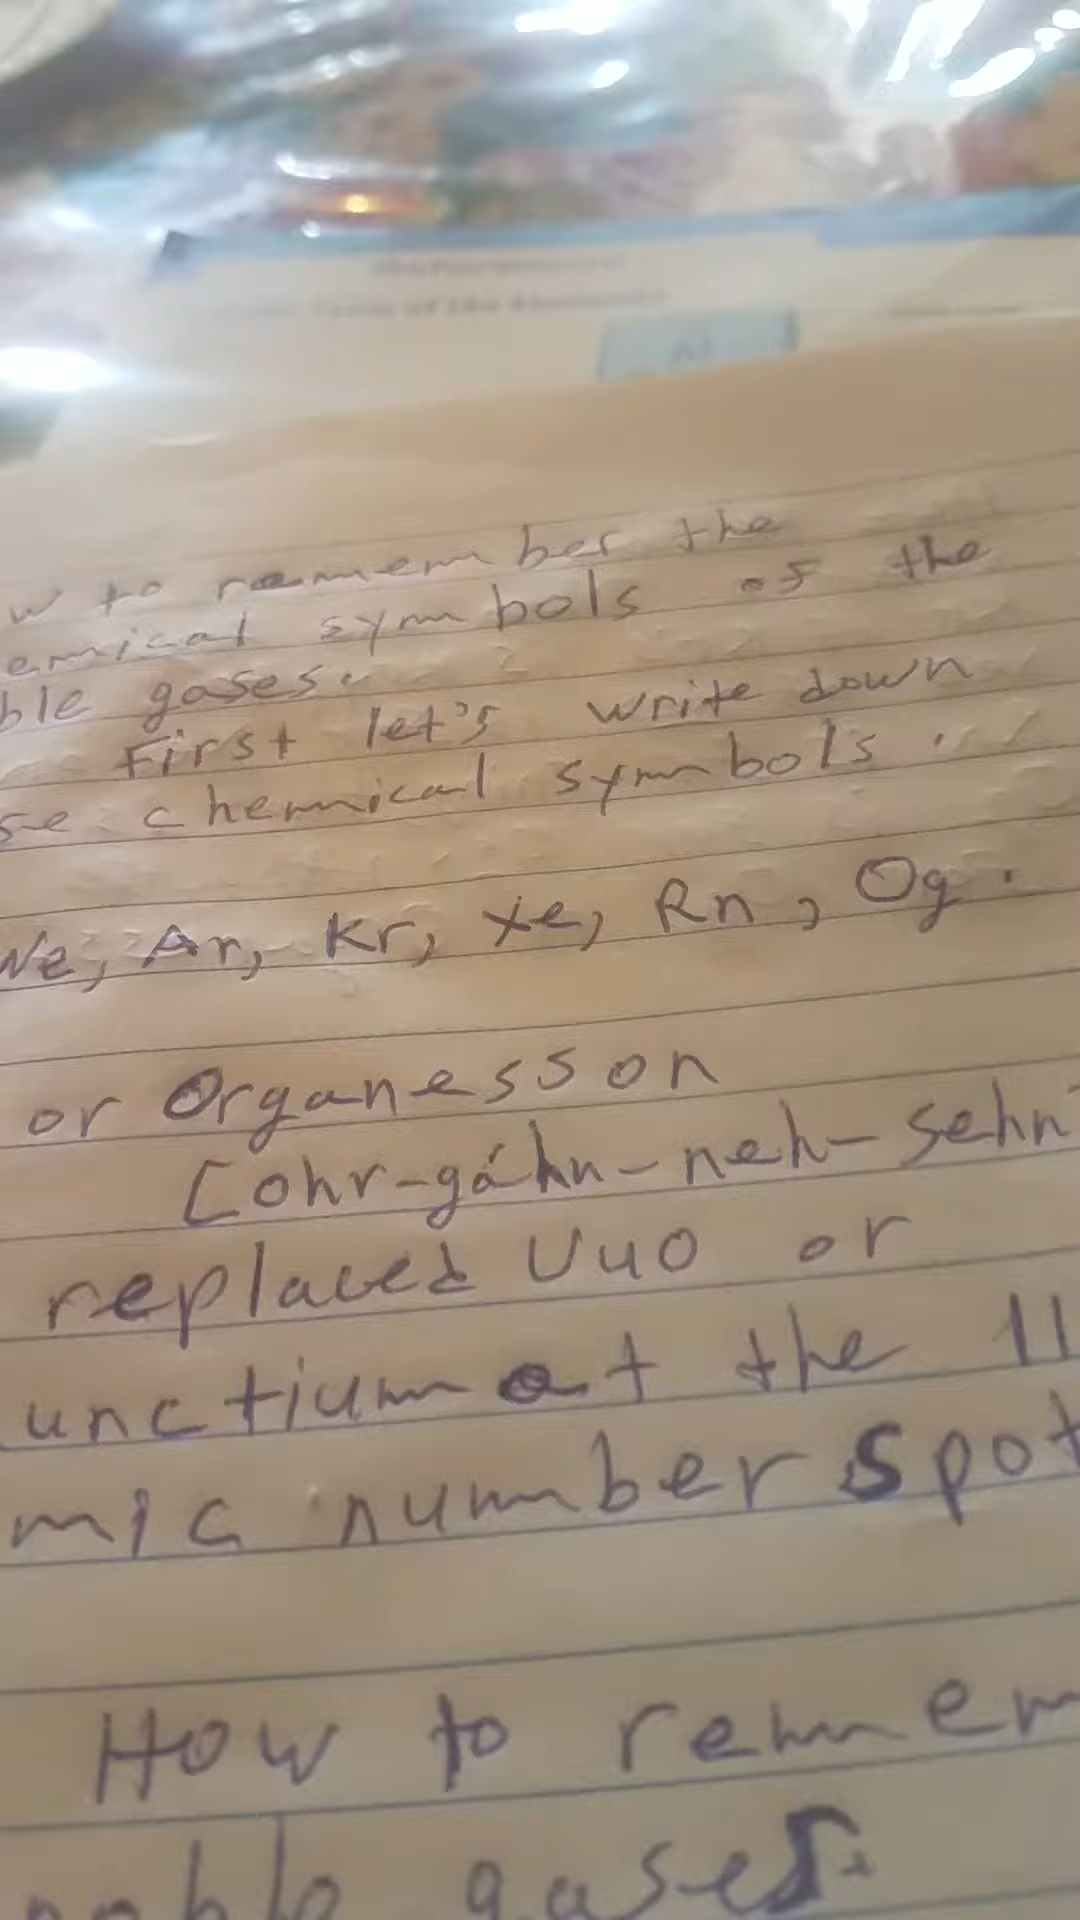 w to remember the
emical symbols of the
ble gases.
First let's write down
se chemical symbols.
Ne, Ar, Kr, Xe, Rn, Og.
or Organesson
[ohr-gáhn-neh-sehn
replaced Uuo or
unctium at the 11
mic number spot
How to remem
noble gases.